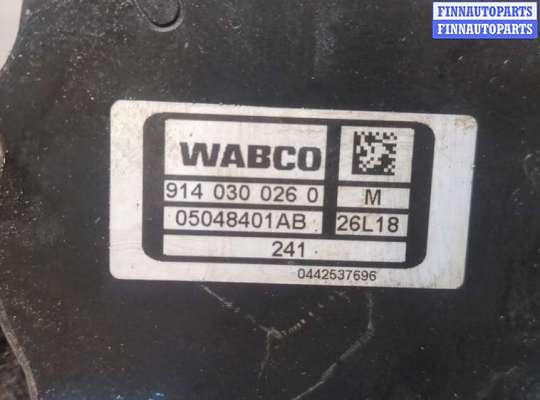 FINNAUTOPARTS
FINNAUTOPARTS
WABCO
914 030 026 0 M
05048401AB 26L18
241
0442537696